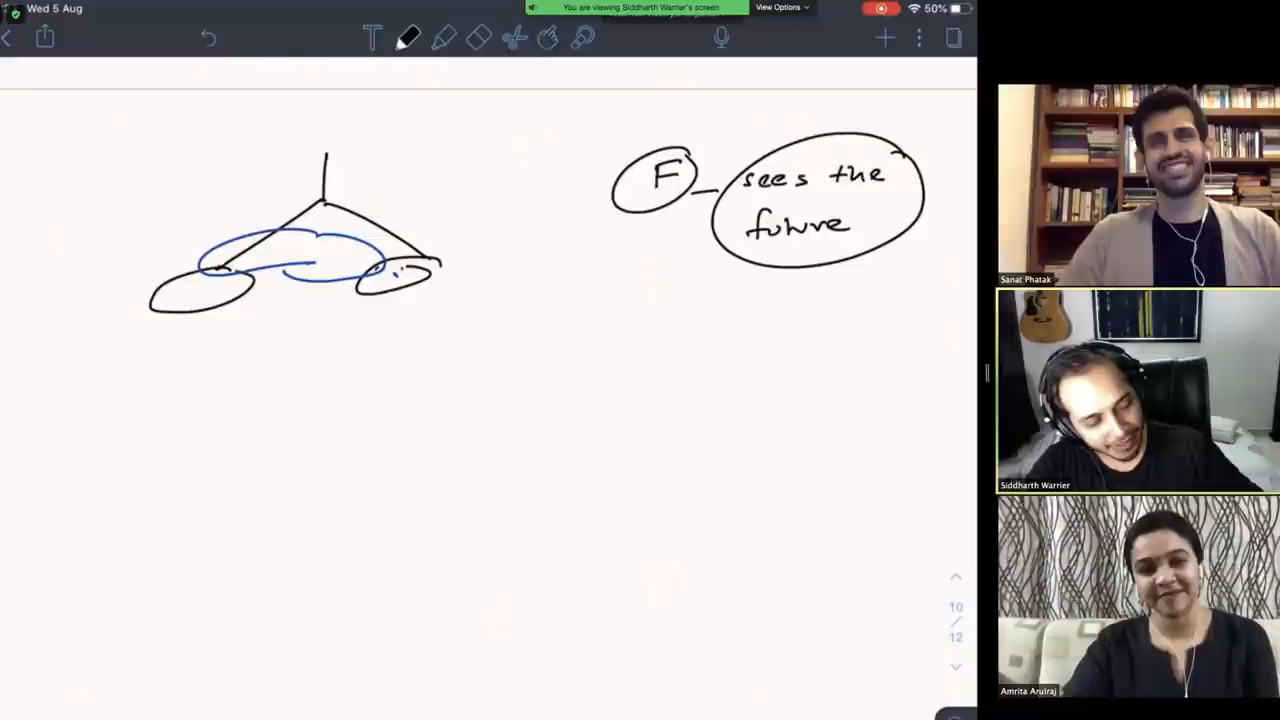 Wed 5 Aug
You are viewing Siddharth Warrier's screen
View Options
50%
T
F
sees the
future
10
/
12
Sanat Phatak
Siddharth Warrier
Amrita Arulraj